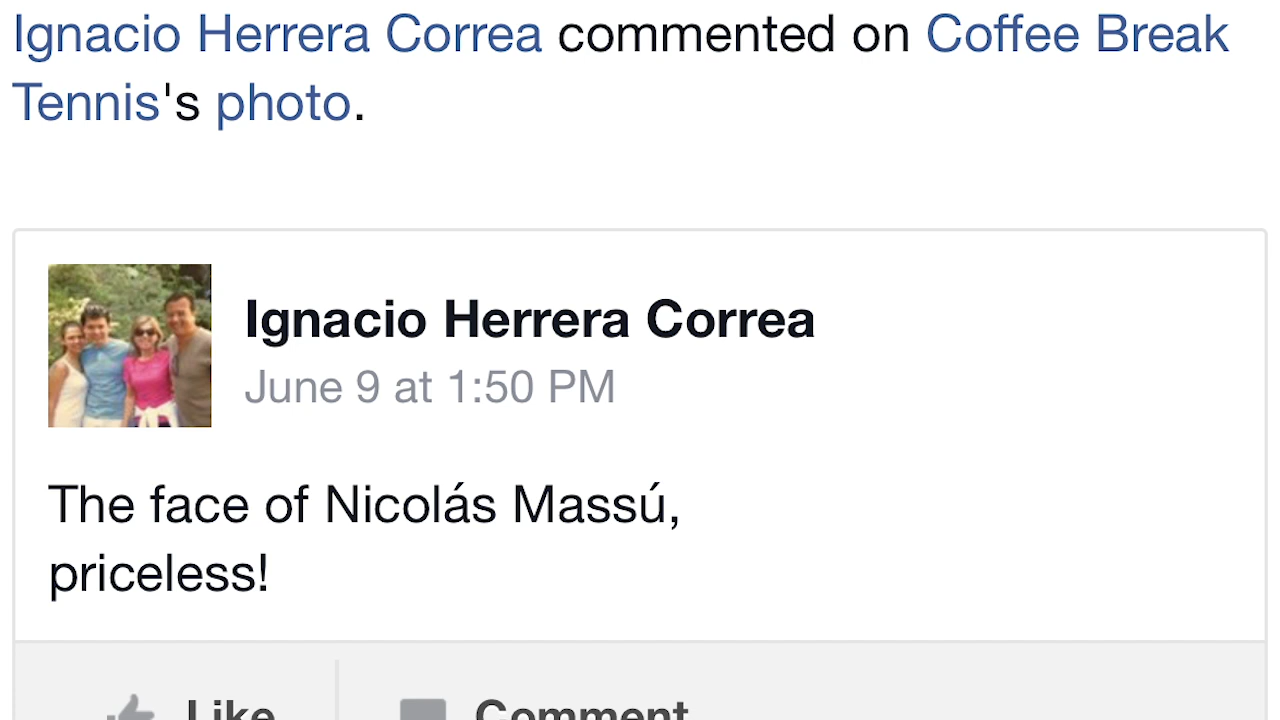 Ignacio Herrera Correa commented on Coffee Break
Tennis's photo.
Ignacio Herrera Correa
June 9 at 1:50 PM
The face of Nicolás Massú,
priceless!
Like Comment